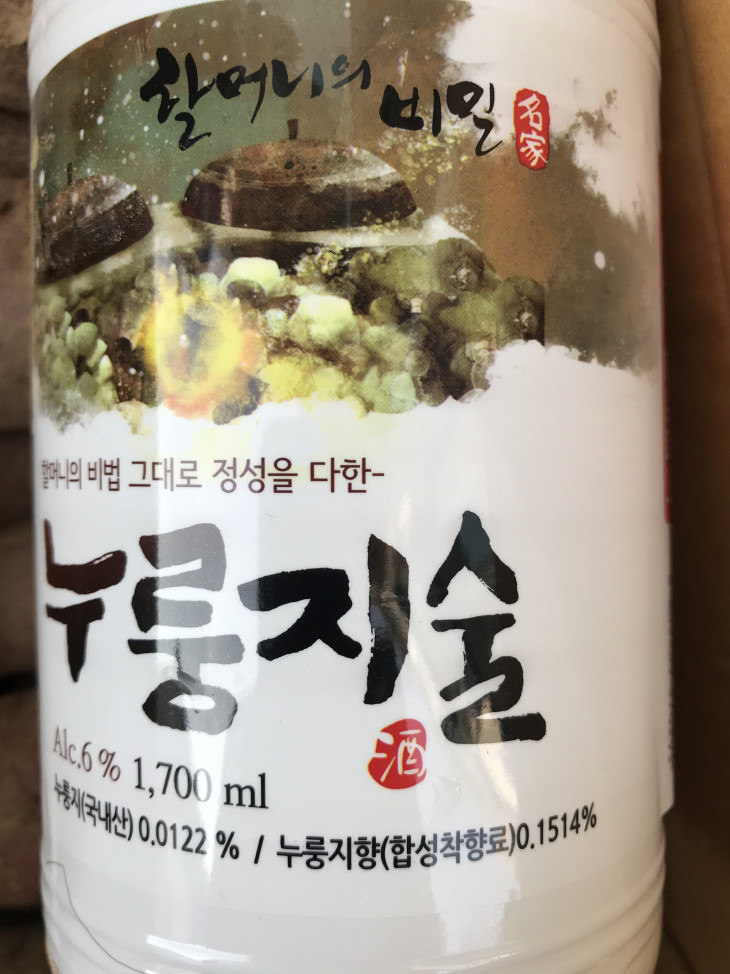 할머니의 비밀 名家
할머니의 비법 그대로 정성을 다한-
누룽지술
酒
Alc.6 % 1,700 ml
누룽지(국내산) 0.0122 % / 누룽지향(합성착향료)0.1514%